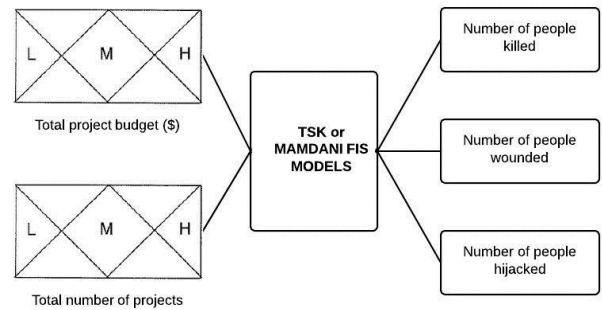 L M H
Total project budget ($)
L M H
Total number of projects
TSK or
MAMDANI FIS
MODELS
Number of people
killed
Number of people
wounded
Number of people
hijacked